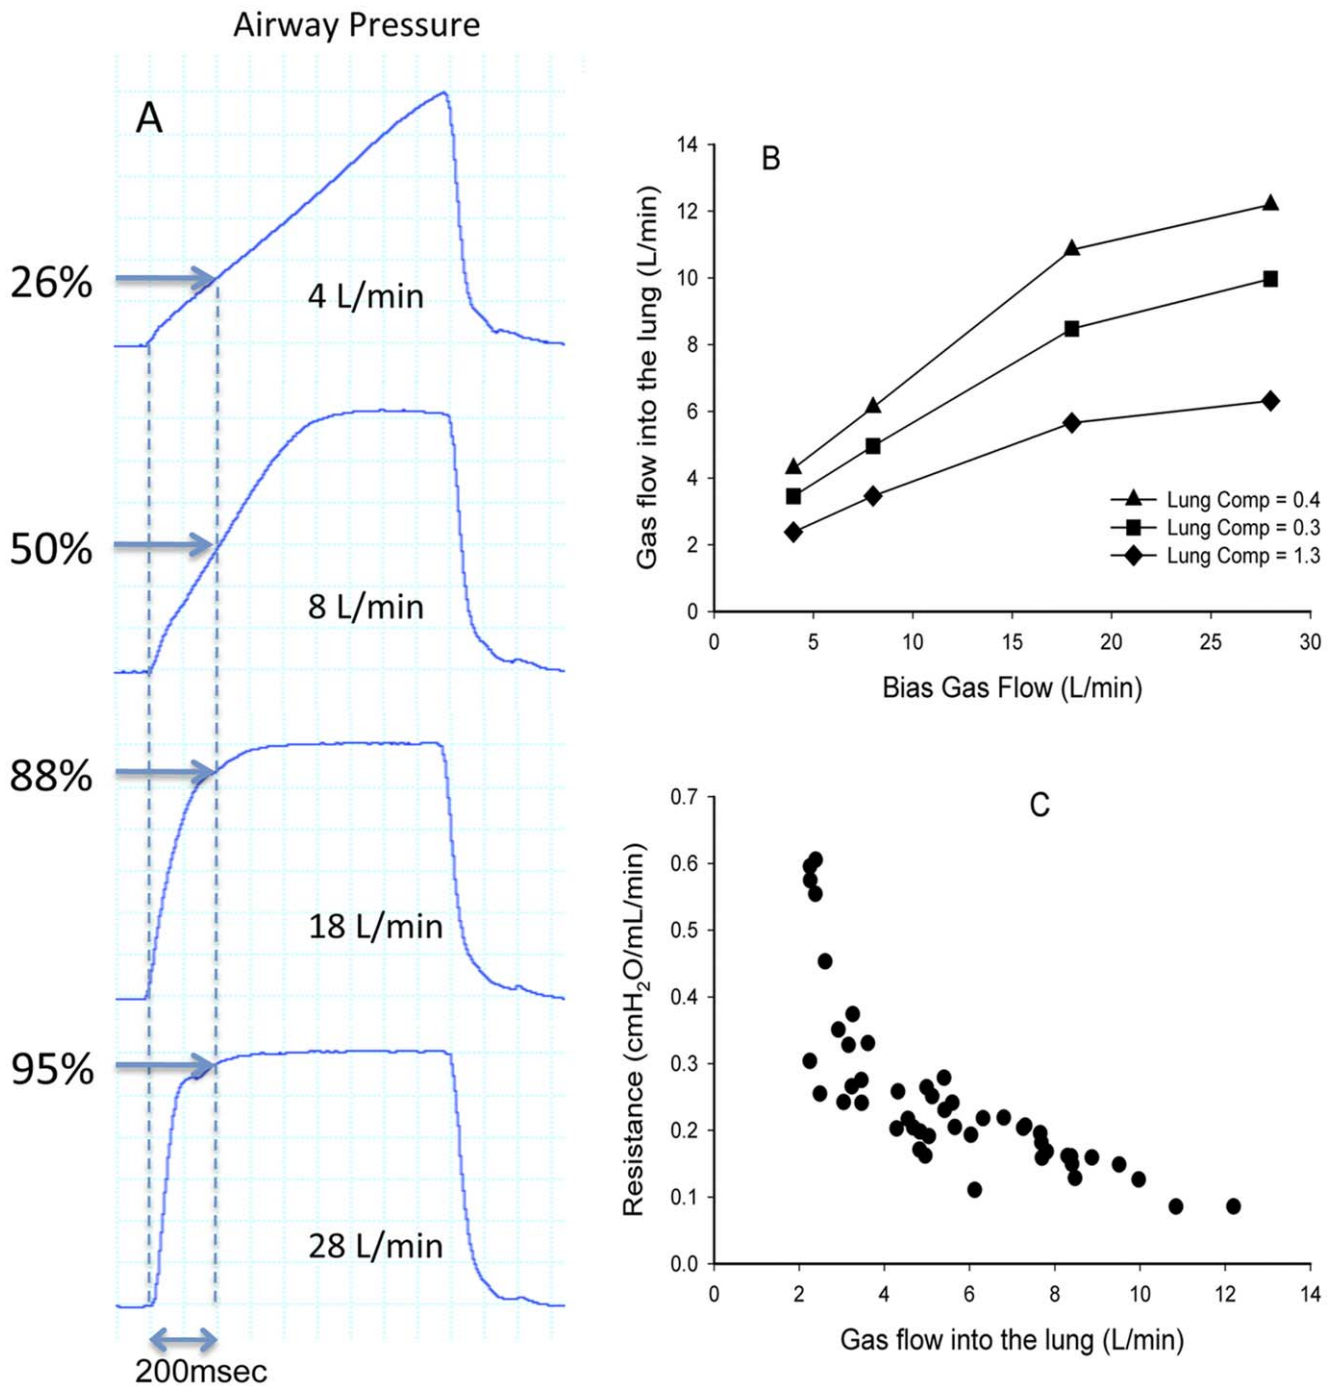 Airway Pressure
A
26%
4 L/min
50%
8 L/min
88%
18 L/min
95%
28 L/min
200msec
B
Gas flow into the lung (L/min)
14
12
10
8
6
4
2
0
Lung Comp = 0.4
Lung Comp = 0.3
Lung Comp = 1.3
0 5 10 15 20 25 30
Bias Gas Flow (L/min)
C
Resistance (cmH₂O/mL/min)
0.7
0.6
0.5
0.4
0.3
0.2
0.1
0.0
0 2 4 6 8 10 12 14
Gas flow into the lung (L/min)